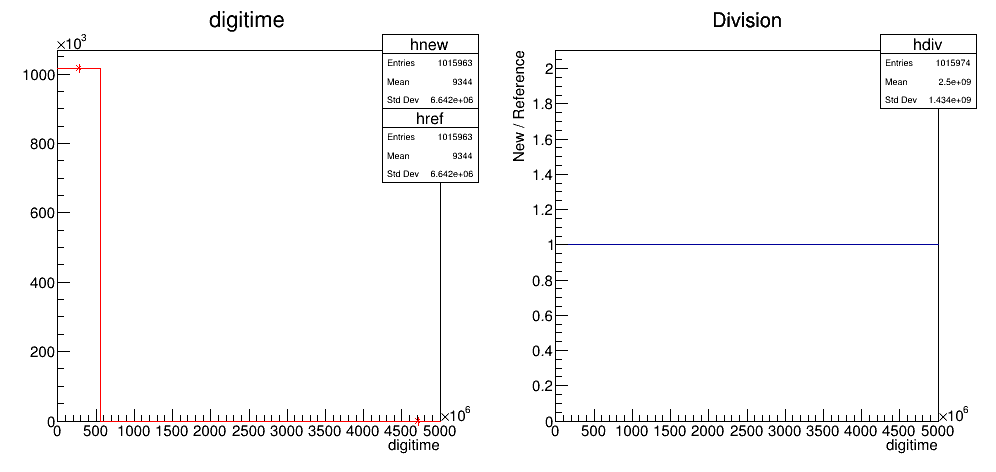 digitime
×10³
hnew
Entries 1015963
Mean 9344
Std Dev 6.642e+06
href
Entries 1015963
Mean 9344
Std Dev 6.642e+06
1000
800
600
400
200
0
0 500 1000 1500 2000 2500 3000 3500 4000 4500 5000
×10⁶
digitime
Division
hdiv
Entries 1015974
Mean 2.5e+09
Std Dev 1.434e+09
New / Reference
2
1.8
1.6
1.4
1.2
1
0.8
0.6
0.4
0.2
0
0 500 1000 1500 2000 2500 3000 3500 4000 4500 5000
×10⁶
digitime